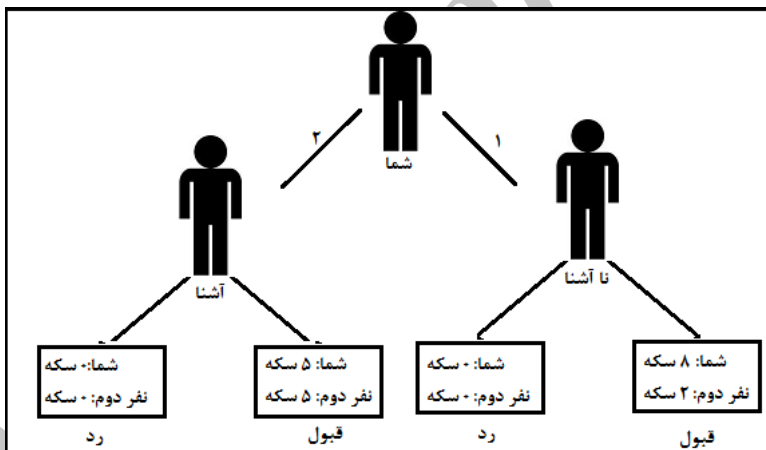 شما
۱
۲
نا آشنا
آشنا
شما: ۸ سکه
نفر دوم: ۲ سکه
قبول
شما: ۰ سکه
نفر دوم: ۰ سکه
رد
شما: ۵ سکه
نفر دوم: ۵ سکه
قبول
شما:۰ سکه
نفر دوم: ۰ سکه
رد